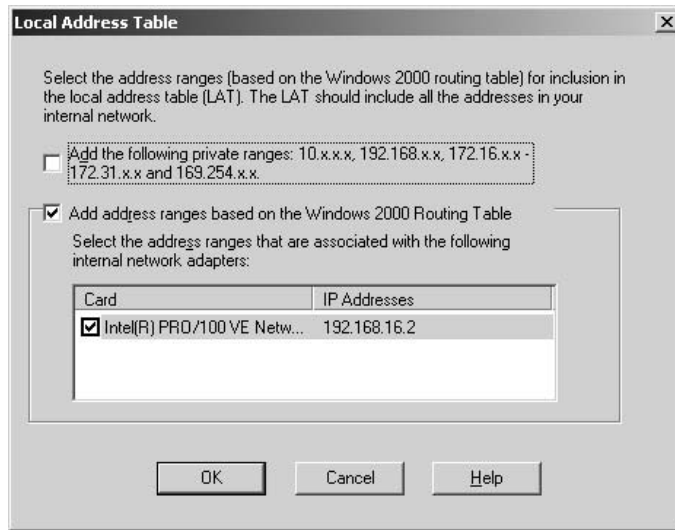 Local Address Table
Select the address ranges (based on the Windows 2000 routing table) for inclusion in
the local address table (LAT). The LAT should include all the addresses in your
internal network.
Add the following private ranges: 10.x.x.x, 192.168.x.x, 172.16.x.x -
172.31.x.x and 169.254.x.x.
Add address ranges based on the Windows 2000 Routing Table
Select the address ranges that are associated with the following
internal network adapters:
Card IP Addresses
Intel(R) PRO/100 VE Netw... 192.168.16.2
OK Cancel Help